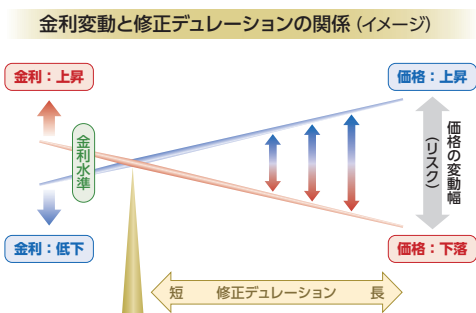 金利変動と修正デュレーションの関係（イメージ）
金利：上昇
価格：上昇
金利水準
価格の変動幅
（リスク）
金利：低下
価格：下落
短 修正デュレーション 長